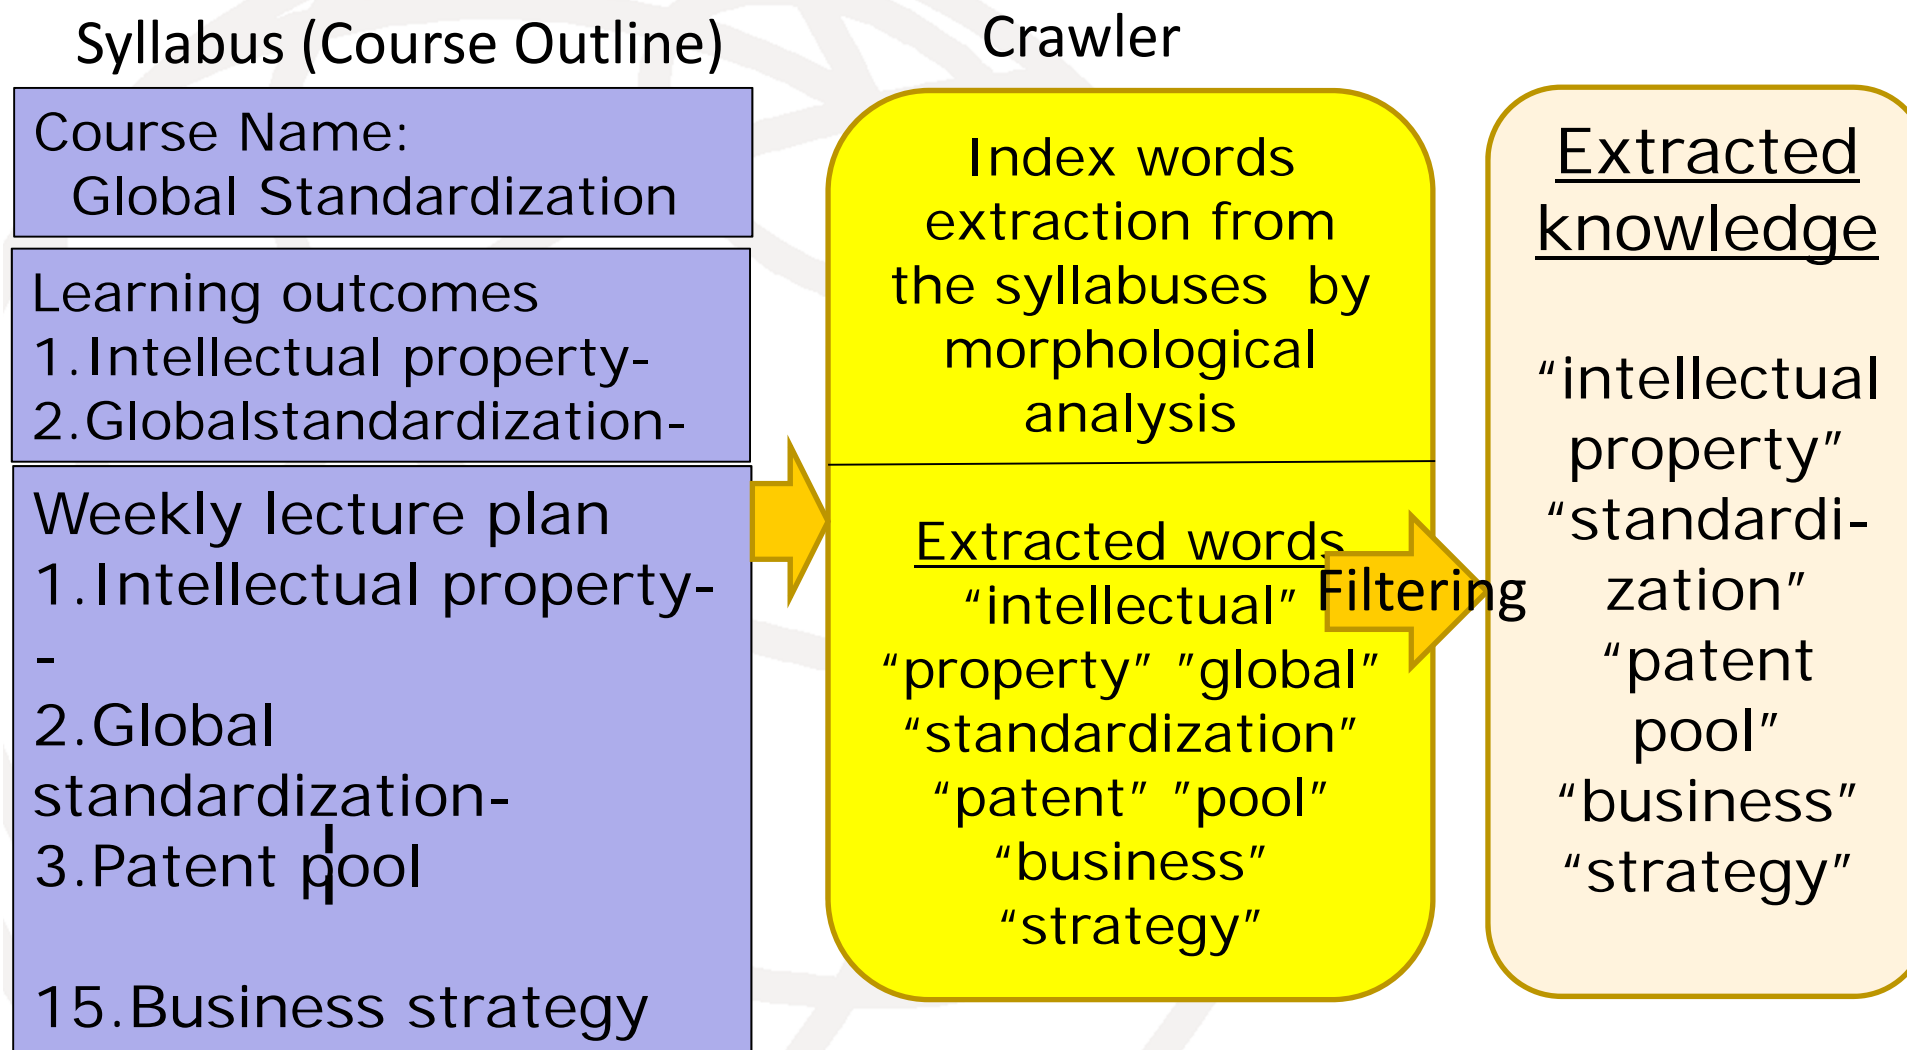 Syllabus (Course Outline)
Course Name:
Global Standardization
Learning outcomes
1.Intellectual property-
2.Globalstandardization-
Weekly lecture plan
1.Intellectual property-
-
2.Global
standardization-
3.Patent pool
15.Business strategy
Crawler
Index words
extraction from
the syllabuses by
morphological
analysis
Extracted words
“intellectual”
“property” ”global”
“standardization”
“patent” ”pool”
“business”
“strategy”
Filtering
Extracted
knowledge
“intellectual
property”
“standardi-
zation”
“patent
pool”
“business”
“strategy”